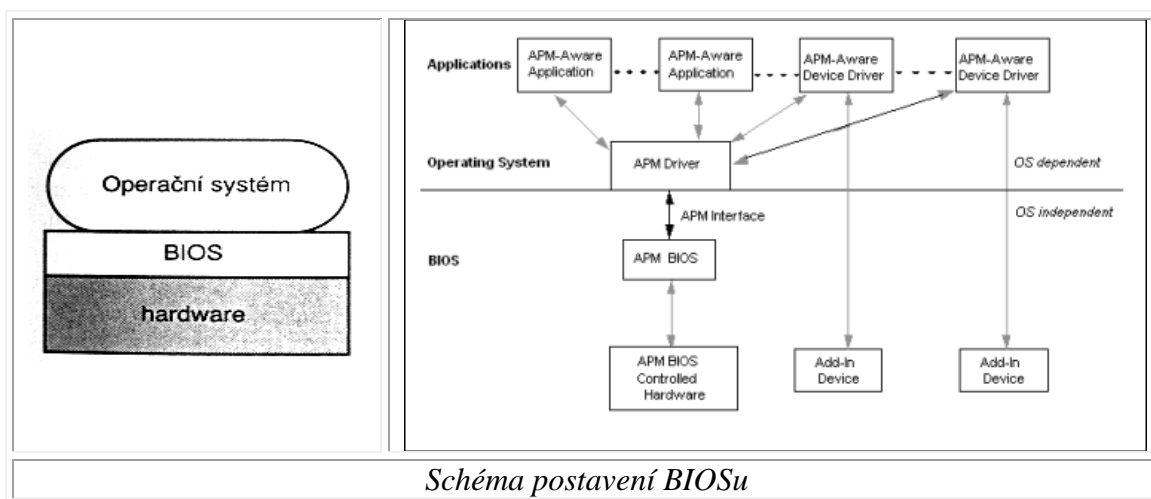 Operační systém
BIOS
hardware
Applications
APM-Aware
Application
APM-Aware
Application
APM-Aware
Device Driver
APM-Aware
Device Driver
Operating System
APM Driver
OS dependent
APM Interface
OS independent
BIOS
APM BIOS
APM BIOS
Controlled
Hardware
Add-In
Device
Add-In
Device
Schéma postavení BIOSu